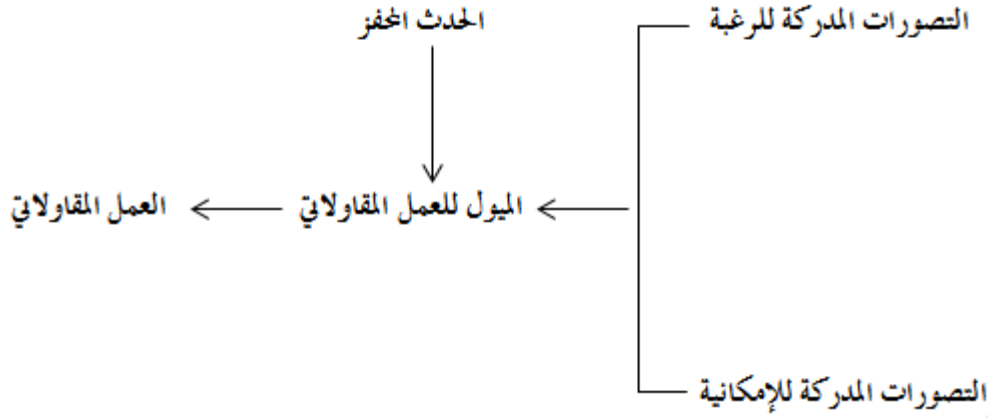 التصورات المدركة للرغبة
الحدث المحفز
الميول للعمل المقاولاتي
العمل المقاولاتي
التصورات المدركة للإمكانية